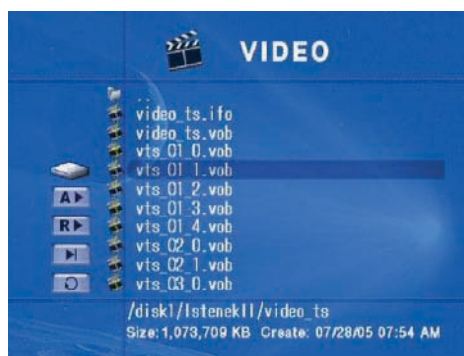 VIDEO
..
video_ts.ifo
video_ts.vob
vts_01_0.vob
vts_01_1.vob
vts_01_2.vob
A
vts_01_3.vob
R
vts_01_4.vob
vts_02_0.vob
vts_02_1.vob
vts_03_0.vob
/disk1/IstenekII/video_ts
Size:1,073,709 KB Create: 07/28/05 07:54 AM